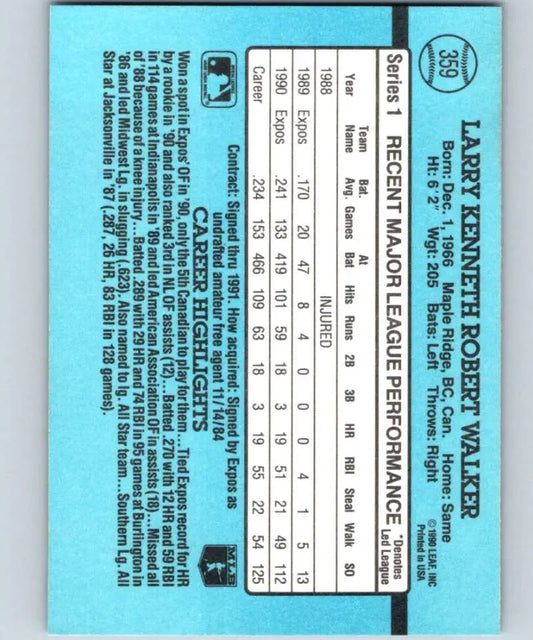 359
LARRY KENNETH ROBERT WALKER
Born: Dec. 1, 1966 Maple Ridge, BC, Can. Home: Same
Ht: 6'2" Wgt: 205 Bats: Left Throws: Right
©1990 LEAF, INC
Printed in USA
Series 1 RECENT MAJOR LEAGUE PERFORMANCE *Denotes Led League
Year Team Name Bat. Avg. Games At Bat Hits Runs 2B 3B HR RBI Steal Walk SO
1988 INJURED
1989 Expos .170 20 47 8 4 0 0 0 4 1 5 13
1990 Expos .241 133 419 101 59 18 3 19 51 21 49 112
Career .234 153 466 109 63 18 3 19 55 22 54 125
Contract: Signed thru 1991. How acquired: Signed by Expos as
undrafted amateur free agent 11/14/84
CAREER HIGHLIGHTS
MLB
Won a spot in Expos' OF in '90, only the 5th Canadian to play for them...Tied Expos record for HR
by a rookie in '90 and also ranked 3rd in NL OF assists (12)...Batted .270 with 12 HR and 59 RBI
in 114 games at Indianapolis in '89 and led American Association OF in assists (18)...Missed all
of '88 because of a knee injury...Batted .289 with 29 HR and 74 RBI in 95 games at Burlington in
'86 and led Midwest Lg. in slugging (.623). Also named to lg. All Star team...Southern Lg. All
Star at Jacksonville in '87 (.287, 26 HR, 83 RBI in 128 games).